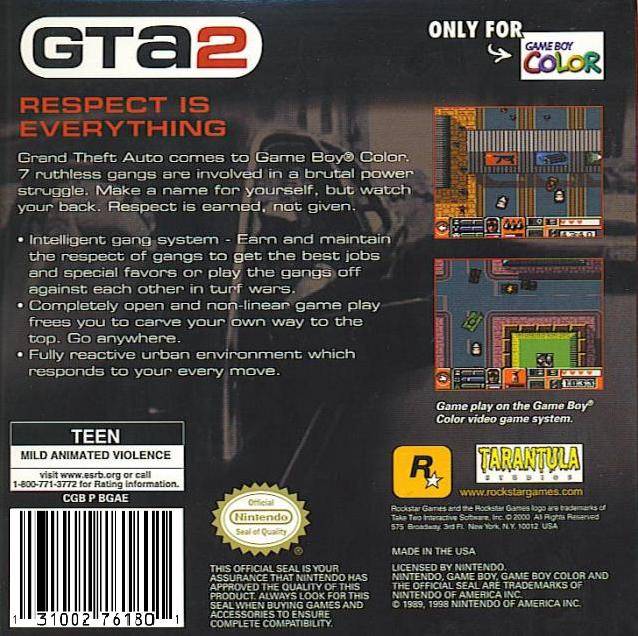 GTA2
ONLY FOR
GAME BOY
COLOR
RESPECT IS
EVERYTHING
Grand Theft Auto comes to Game Boy® Color.
7 ruthless gangs are involved in a brutal power
struggle. Make a name for yourself, but watch
your back. Respect is earned, not given.
• Intelligent gang system - Earn and maintain
the respect of gangs to get the best jobs
and special favors or play the gangs off
against each other in turf wars.
• Completely open and non-linear game play
frees you to carve your own way to the
top. Go anywhere.
• Fully reactive urban environment which
responds to your every move.
Game play on the Game Boy®
Color video game system.
TEEN
MILD ANIMATED VIOLENCE
visit www.esrb.org or call
1-800-771-3772 for Rating information.
CGB P BGAE
1 31002 76180 1
Official
Nintendo
Seal of Quality
®
THIS OFFICIAL SEAL IS YOUR
ASSURANCE THAT NINTENDO HAS
APPROVED THE QUALITY OF THIS
PRODUCT. ALWAYS LOOK FOR THIS
SEAL WHEN BUYING GAMES AND
ACCESSORIES TO ENSURE
COMPLETE COMPATIBILITY.
R
TARANTULA
STUDIOS
www.rockstargames.com
Rockstar Games and the Rockstar Games logo are trademarks of
Take Two Interactive Software, Inc. © 2000 All Rights Reserved
575 Broadway, 3rd Fl. New York, N.Y. 10012 USA
MADE IN THE USA
LICENSED BY NINTENDO.
NINTENDO, GAME BOY, GAME BOY COLOR AND
THE OFFICIAL SEAL ARE TRADEMARKS OF
NINTENDO OF AMERICA INC.
© 1989, 1998 NINTENDO OF AMERICA INC.